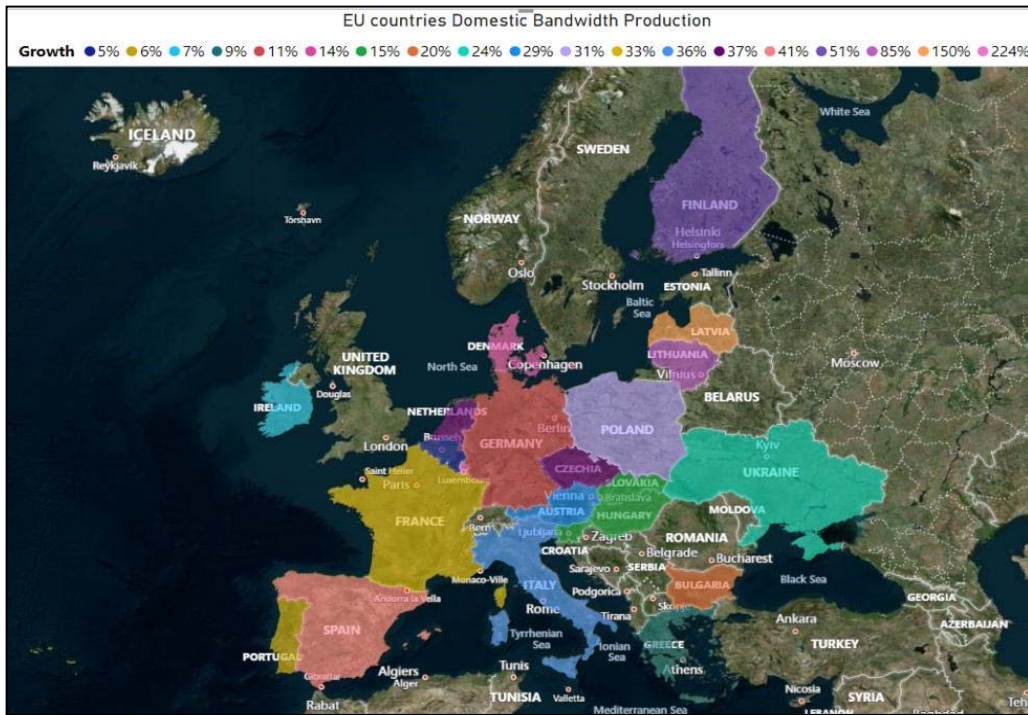 EU countries Domestic Bandwidth Production
Growth 5% 6% 7% 9% 11% 14% 15% 20% 24% 29% 31% 33% 36% 37% 41% 51% 85% 150% 224%
White Sea
ICELAND
Reykjavik
SWEDEN
FINLAND
Tórshavn
NORWAY
Helsinki
Helsingfors
Oslo
Tallinn
Stockholm
ESTONIA
Baltic
Sea
LATVIA
DENMARK
LITHUANIA
Moscow
UNITED
KINGDOM
North Sea
Copenhagen
Vilnius
Douglas
BELARUS
IRELAND
NETHERLANDS
Berlin
London
GERMANY
POLAND
Kyiv
Saint Helier
Luxembourg
CZECHIA
UKRAINE
Paris
SLOVAKIA
Vienna
Bratislava
FRANCE
AUSTRIA
HUNGARY
MOLDOVA
Bern
Ljubljana
Zagreb
ROMANIA
CROATIA
Belgrade
Bucharest
Monaco-Ville
Sarajevo
SERBIA
ITALY
Podgorica
BULGARIA
Black Sea
Andorra la Vella
Rome
Skopje
GEORGIA
Tirana
SPAIN
Ankara
AZERBAIJAN
PORTUGAL
Tyrrhenian
Sea
Ionian
Sea
GREECE
TURKEY
Gibraltar
Algiers
Alger
Tunis
Athens
Rabat
TUNISIA
Valletta
Nicosia
SYRIA
Mediterranean Sea
LEBANON